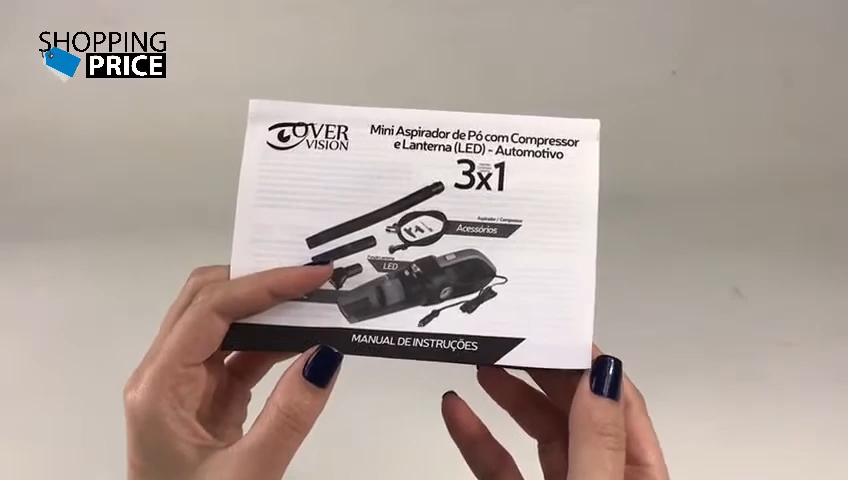 SHOPPING
PRICE
OVER
VISION
Mini Aspirador de Pó com Compressor
e Lanterna (LED) - Automotivo
3x1
Aspirador / Compressor
Acessórios
LED
MANUAL DE INSTRUÇÕES